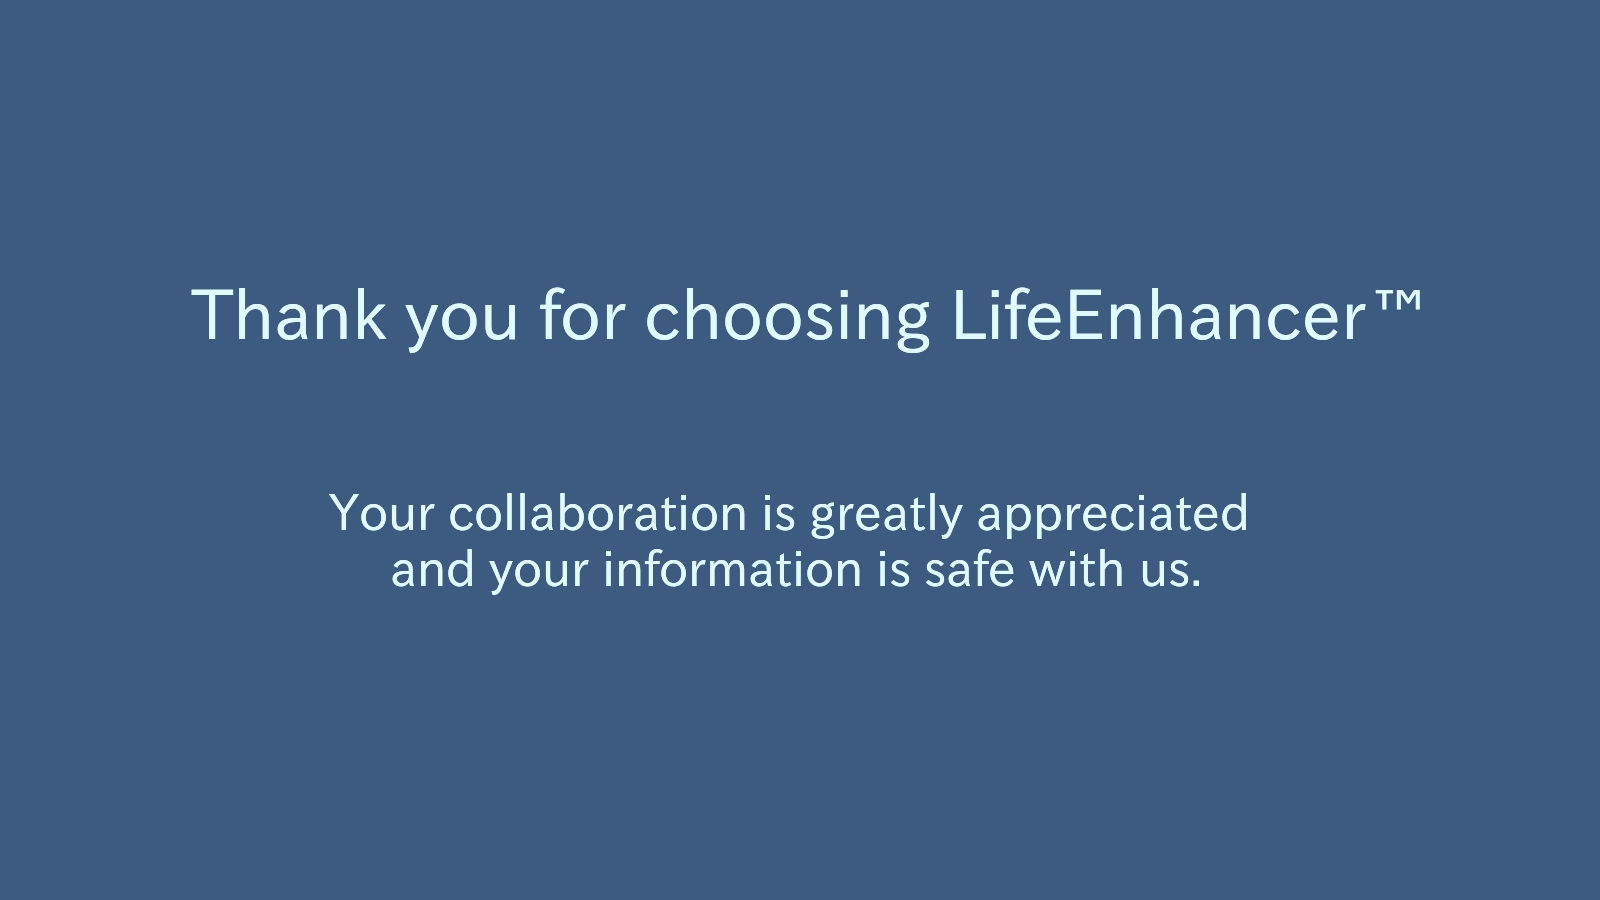 Thank you for choosing LifeEnhancer™
Your collaboration is greatly appreciated
and your information is safe with us.